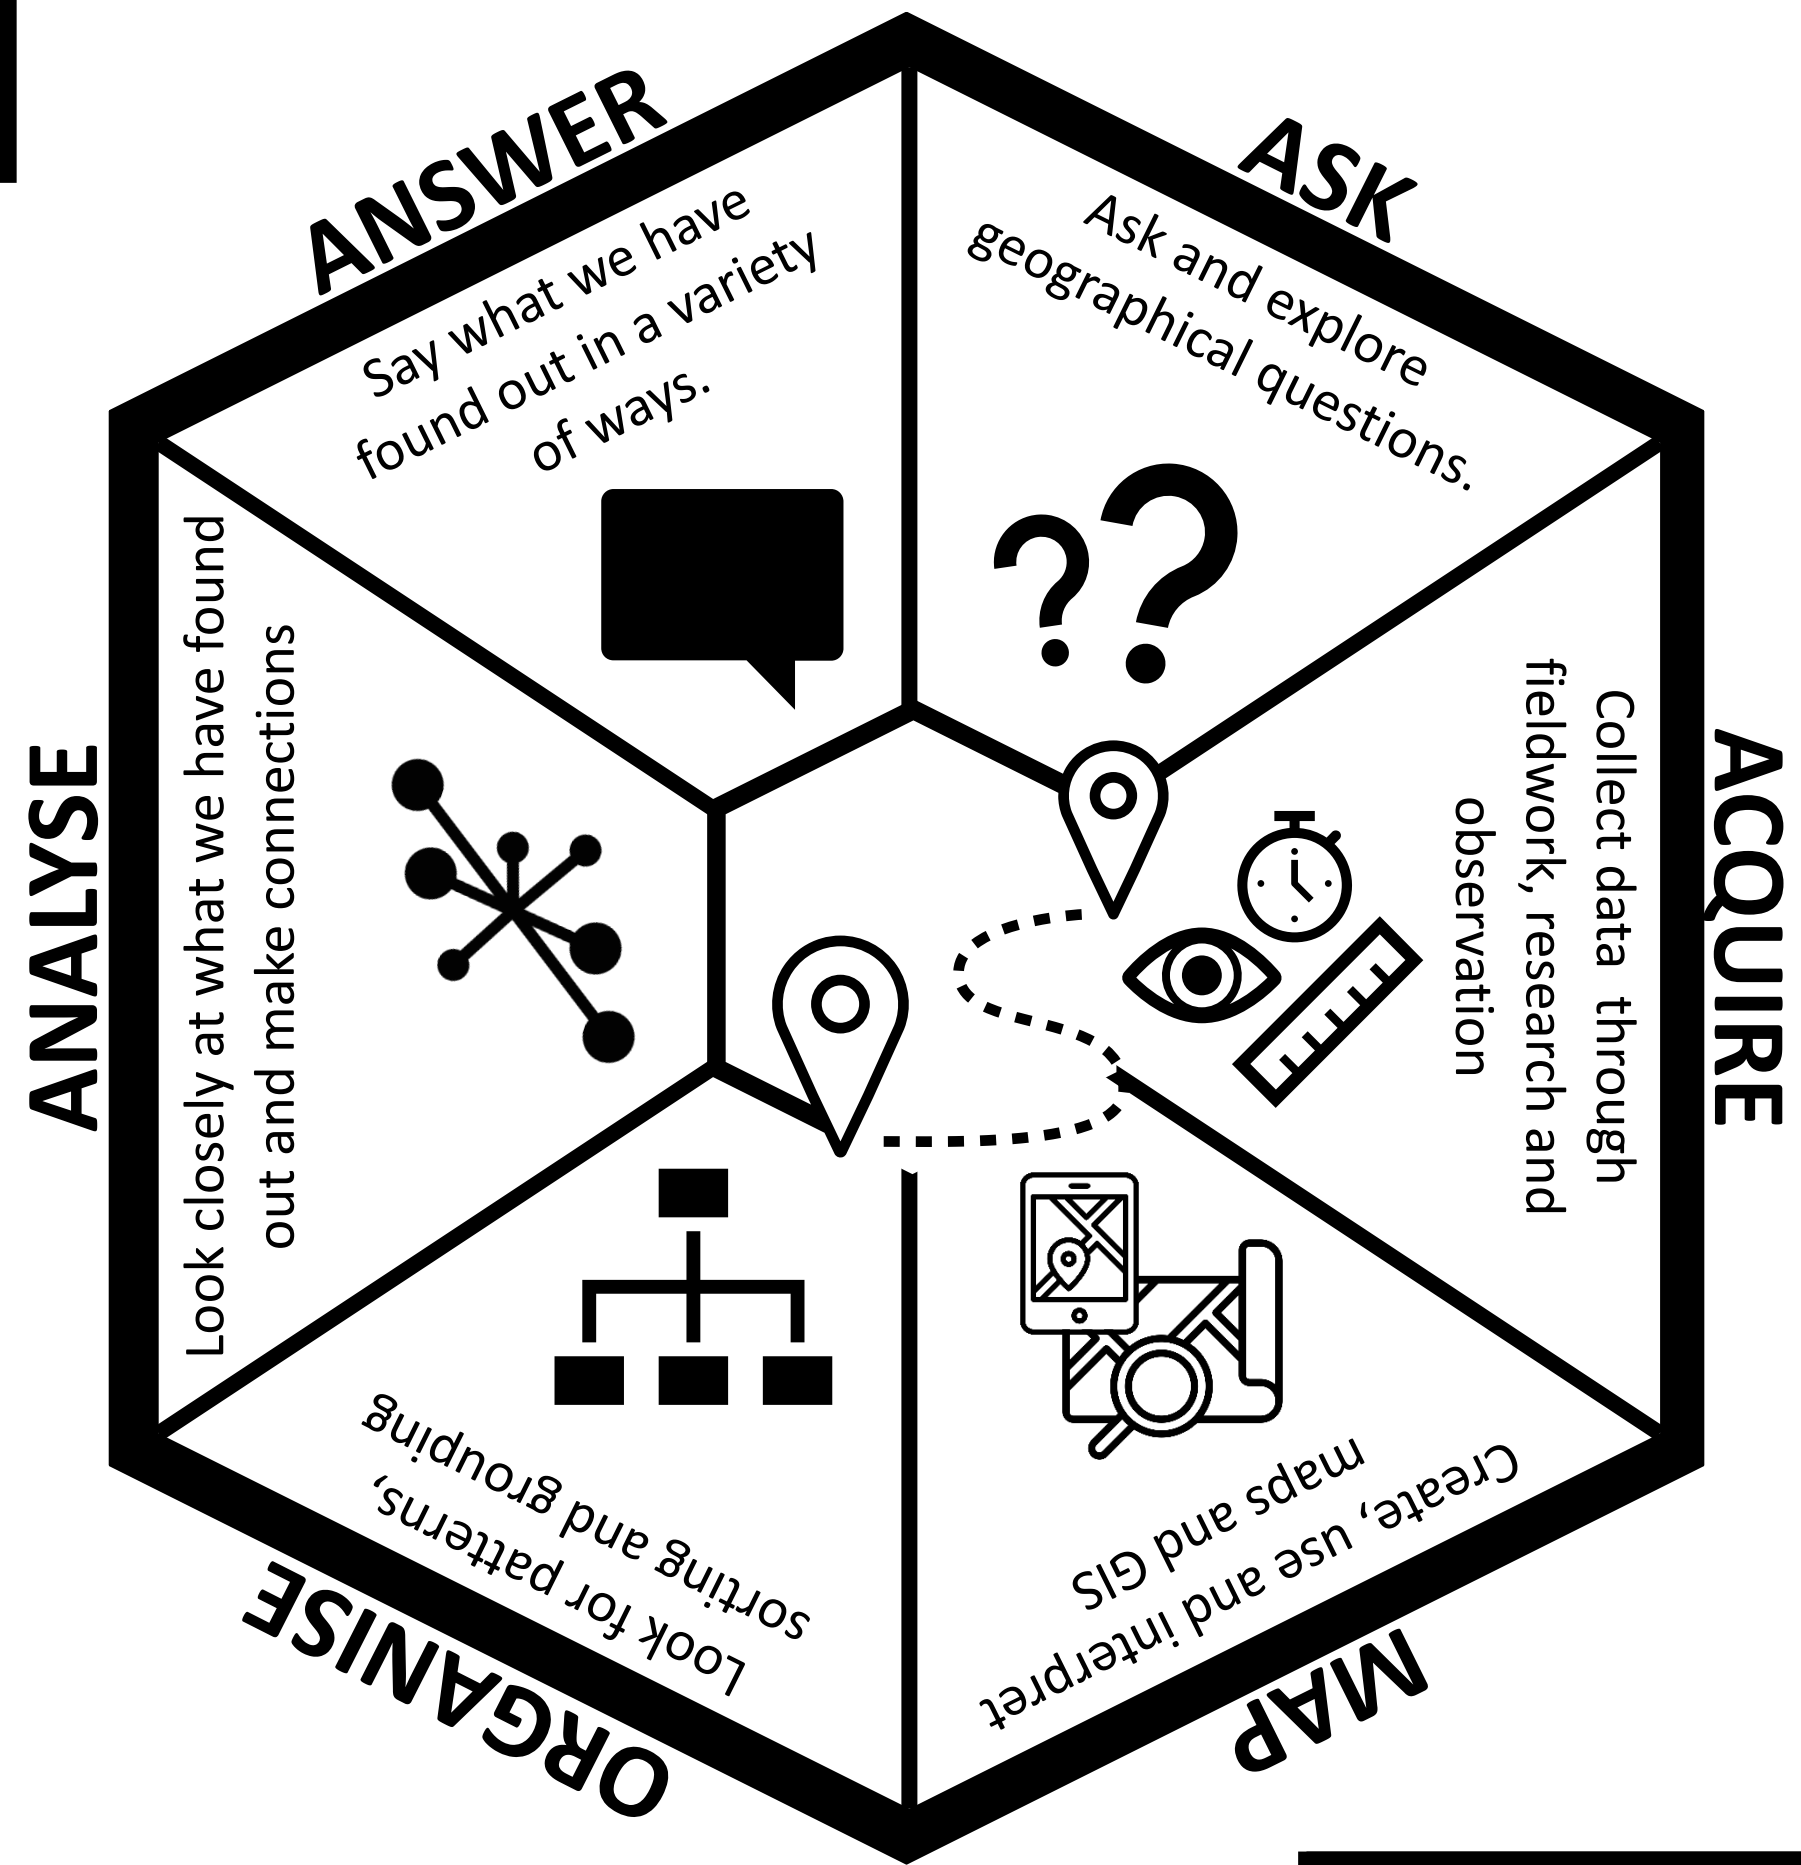 ASK
Ask and explore
geographical questions.
ACQUIRE
Collect data through
fieldwork, research and
observation
MAP
Create, use and interpret
maps and GIS
ORGANISE
Look for patterns,
sorting and grouping
ANALYSE
Look closely at what we have found
out and make connections
ANSWER
Say what we have
found out in a variety
of ways.